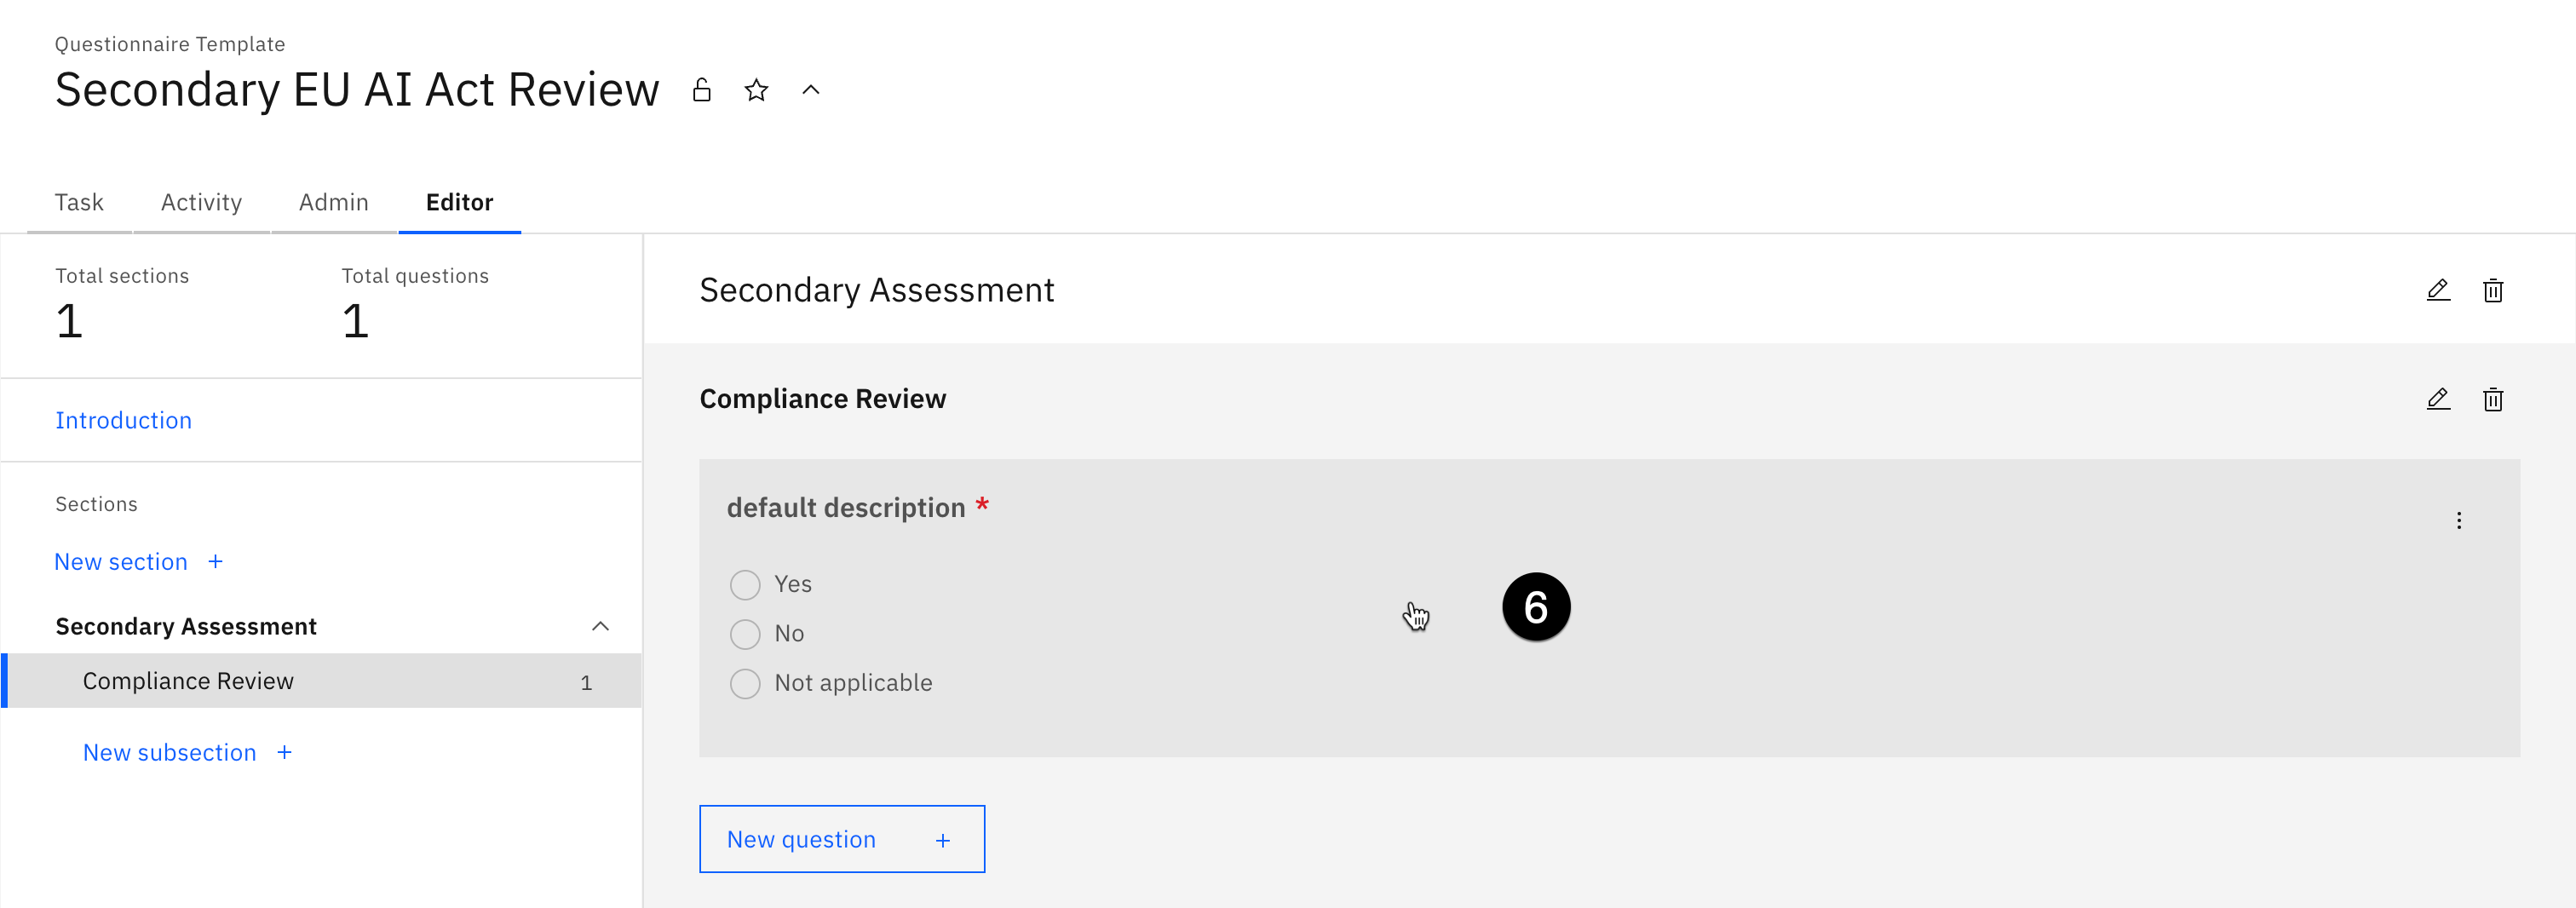 Questionnaire Template
Secondary EU AI Act Review
Task Activity Admin Editor
Total sections Total questions
1 1
Introduction
Sections
New section +
Secondary Assessment
Compliance Review 1
New subsection +
Secondary Assessment
Compliance Review
default description *
Yes
No
Not applicable
6
New question +